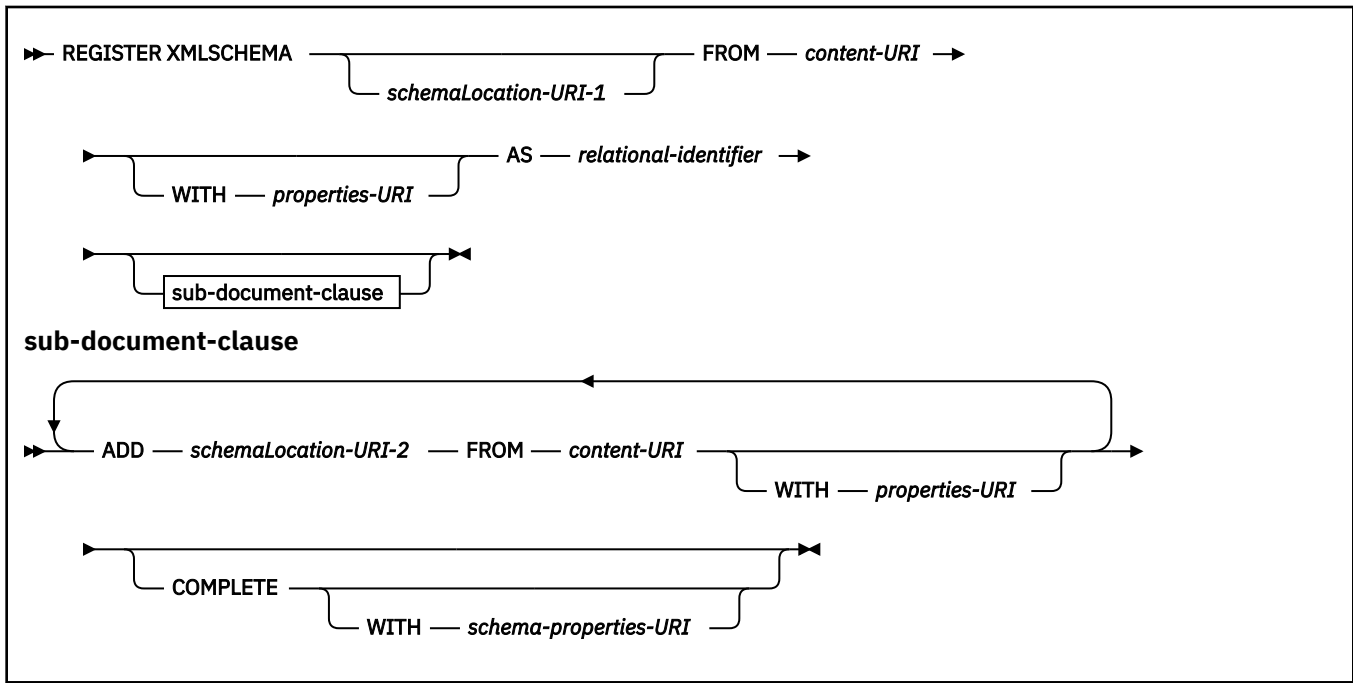 REGISTER XMLSCHEMA schemaLocation-URI-1 FROM content-URI
WITH properties-URI AS relational-identifier
sub-document-clause
sub-document-clause
ADD schemaLocation-URI-2 FROM content-URI WITH properties-URI
COMPLETE WITH schema-properties-URI